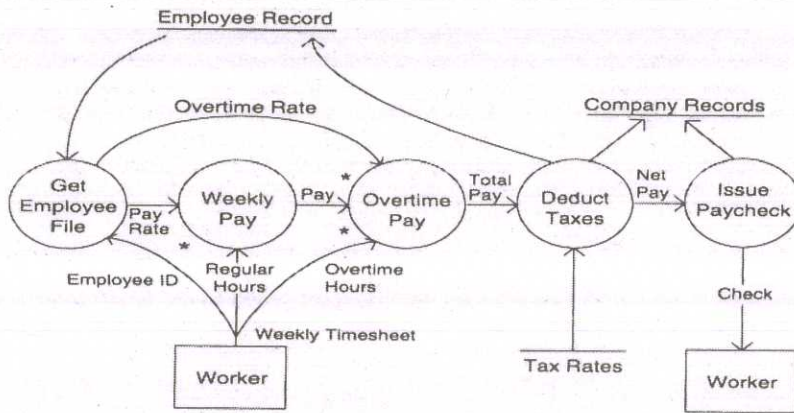 Employee Record
Overtime Rate
Company Records
Get
Employee
File
Pay
Rate
Weekly
Pay
Pay
*
Overtime
Pay
Total
Pay
Deduct
Taxes
Net
Pay
Issue
Paycheck
*
*
Employee ID
Regular
Hours
Overtime
Hours
Check
Weekly Timesheet
Worker
Tax Rates
Worker